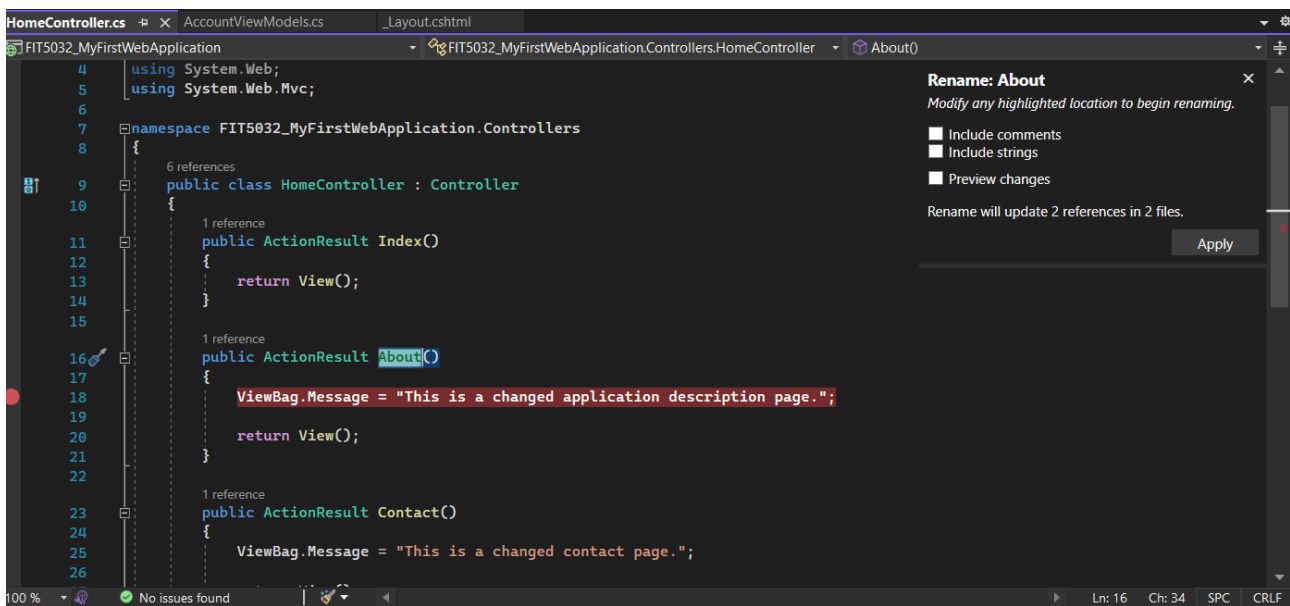 HomeController.cs AccountViewModels.cs _Layout.cshtml
FIT5032_MyFirstWebApplication FIT5032_MyFirstWebApplication.Controllers.HomeController About()
4 using System.Web;
5 using System.Web.Mvc;
6
7 namespace FIT5032_MyFirstWebApplication.Controllers
8 {
6 references
9 public class HomeController : Controller
10 {
1 reference
11 public ActionResult Index()
12 {
13 return View();
14 }
15
1 reference
16 public ActionResult About()
17 {
18 ViewBag.Message = "This is a changed application description page.";
19
20 return View();
21 }
22
1 reference
23 public ActionResult Contact()
24 {
25 ViewBag.Message = "This is a changed contact page.";
26
Rename: About
Modify any highlighted location to begin renaming.
Include comments
Include strings
Preview changes
Rename will update 2 references in 2 files.
Apply
100 % No issues found Ln: 16 Ch: 34 SPC CRLF